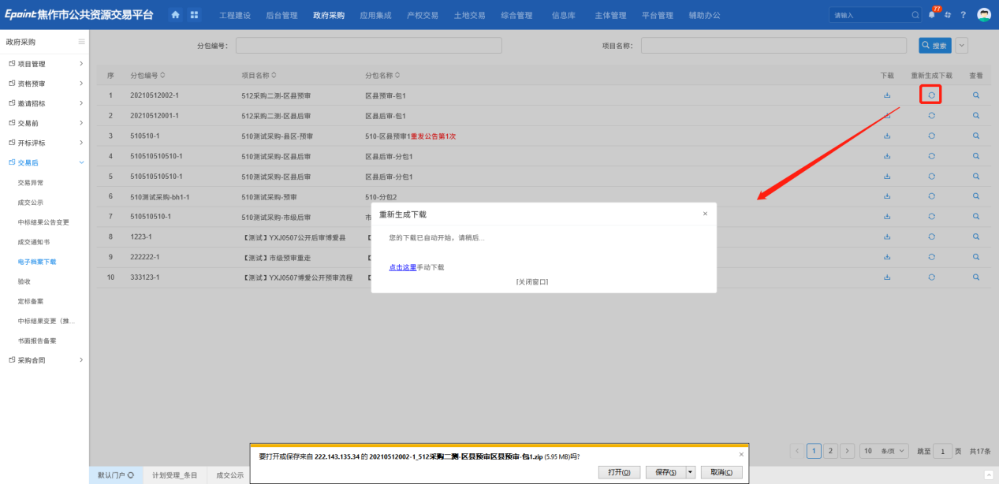 Epoint焦作市公共资源交易平台 工程建设 后台管理 政府采购 应用集成 产权交易 土地交易 综合管理 信息库 主体管理 平台管理 辅助办公 请输入 77 ?
政府采购
项目管理
资格预审
邀请招标
交易前
开标评标
交易后
交易异常
成交公示
中标结果公告变更
成交通知书
电子档案下载
验收
定标备案
中标结果变更（推...
书面报告备案
采购合同
分包编号： 项目名称： 搜索
序 分包编号 项目名称 分包名称 下载 重新生成下载 查看
1 20210512002-1 512采购二测-区县预审 区县预审-包1
2 20210512001-1 512采购二测-区县后审 区县后审-包1
3 510510-1 510测试采购-县区-预审 510-区县预审1重发公告第1次
4 510510510510-1 510测试采购-区县后审 区县后审-分包1
5 510510510510-1 510测试采购-区县后审 区县后审-分包1
6 510测试采购-bh1-1 510测试采购-预审 510-分包2
7 510510510-1 510测试采购-市级后审 市
8 1223-1 【测试】YXJ0507公开后审博爱县 【
9 222222-1 【测试】市级预审重走 【
10 333123-1 【测试】YXJ0507博爱公开预审流程 【
重新生成下载 ×
您的下载已自动开始，请稍后...
点击这里手动下载
[关闭窗口]
1 2 10 条/页 跳至 1 页 共17条
要打开或保存来自 222.143.135.34 的 20210512002-1_512采购二测-区县预审区县预审-包1.zip (5.95 MB)吗? ×
打开(O) 保存(S) 取消(C)
默认门户 计划受理_条目 成交公示